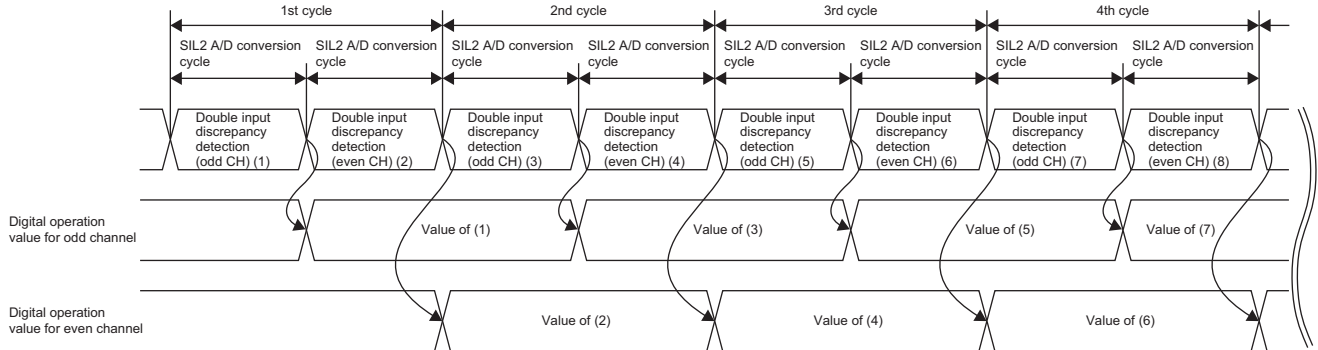 1st cycle
2nd cycle
3rd cycle
4th cycle
SIL2 A/D conversion
cycle
SIL2 A/D conversion
cycle
SIL2 A/D conversion
cycle
SIL2 A/D conversion
cycle
SIL2 A/D conversion
cycle
SIL2 A/D conversion
cycle
SIL2 A/D conversion
cycle
SIL2 A/D conversion
cycle
Double input
discrepancy
detection
(odd CH) (1)
Double input
discrepancy
detection
(even CH) (2)
Double input
discrepancy
detection
(odd CH) (3)
Double input
discrepancy
detection
(even CH) (4)
Double input
discrepancy
detection
(odd CH) (5)
Double input
discrepancy
detection
(even CH) (6)
Double input
discrepancy
detection
(odd CH) (7)
Double input
discrepancy
detection
(even CH) (8)
Digital operation
value for odd channel
Value of (1)
Value of (3)
Value of (5)
Value of (7)
Digital operation
value for even channel
Value of (2)
Value of (4)
Value of (6)